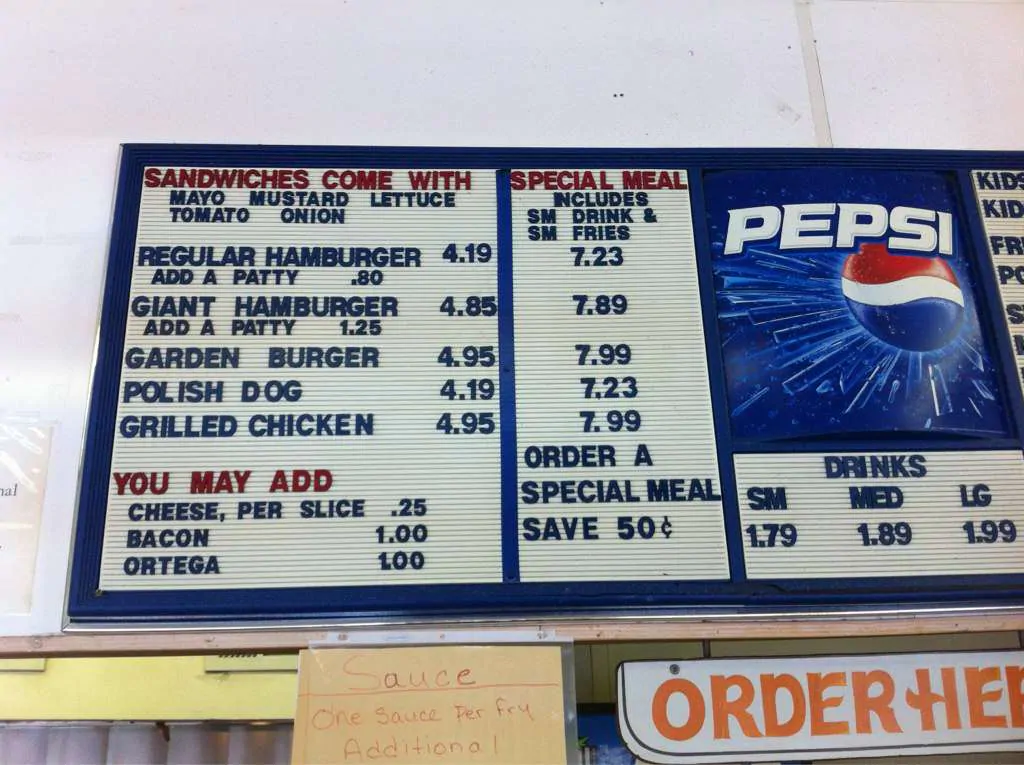 SANDWICHES COME WITH
MAYO MUSTARD LETTUCE
TOMATO ONION
REGULAR HAMBURGER 4.19
ADD A PATTY .80
GIANT HAMBURGER 4.85
ADD A PATTY 1.25
GARDEN BURGER 4.95
POLISH DOG 4.19
GRILLED CHICKEN 4.95
YOU MAY ADD
CHEESE, PER SLICE .25
BACON 1.00
ORTEGA 1.00
SPECIAL MEAL
INCLUDES
SM DRINK &
SM FRIES
7.23
7.89
7.99
7.23
7.99
ORDER A
SPECIAL MEAL
SAVE 50¢
PEPSI
DRINKS
SM MED LG
1.79 1.89 1.99
KIDS
KID
FR
Sauce
One Sauce Per Fry
Additional
ORDER HE